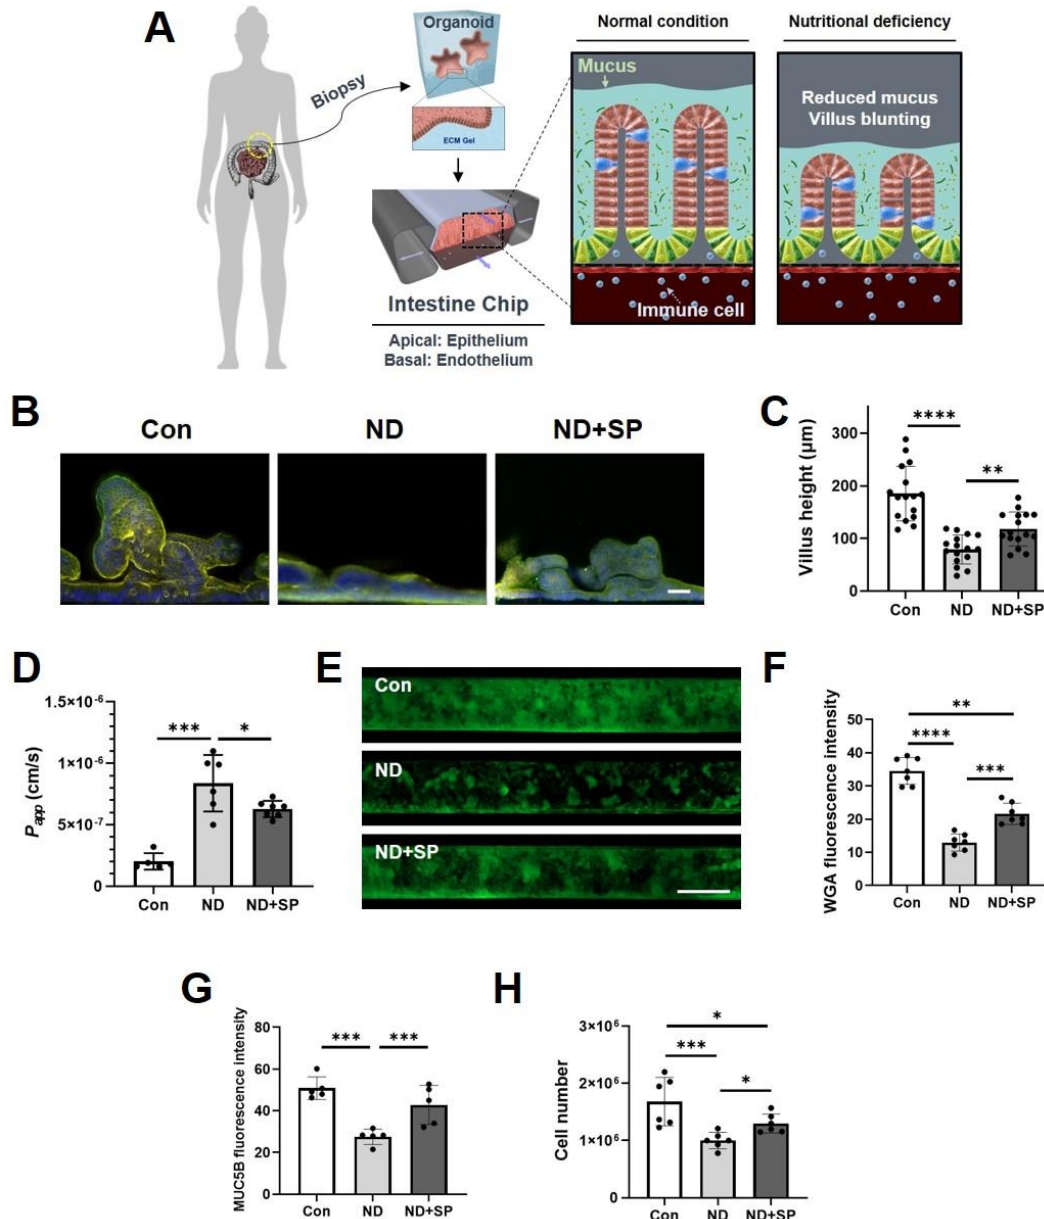 A
Biopsy
Organoid
ECM Gel
Intestine Chip
Apical: Epithelium
Basal: Endothelium
Normal condition
Mucus
Immune cell
Nutritional deficiency
Reduced mucus
Villus blunting
B
Con
ND
ND+SP
C
Villus height (µm)
300
200
100
0
****
**
Con
ND
ND+SP
D
P_app (cm/s)
1.5×10⁻⁶
1×10⁻⁶
5×10⁻⁷
0
***
*
Con
ND
ND+SP
E
Con
ND
ND+SP
F
WGA fluorescence intensity
50
40
30
20
10
0
**
****
***
Con
ND
ND+SP
G
MUC5B fluorescence intensity
80
60
40
20
0
***
***
Con
ND
ND+SP
H
Cell number
3×10⁶
2×10⁶
1×10⁶
0
*
***
*
Con
ND
ND+SP